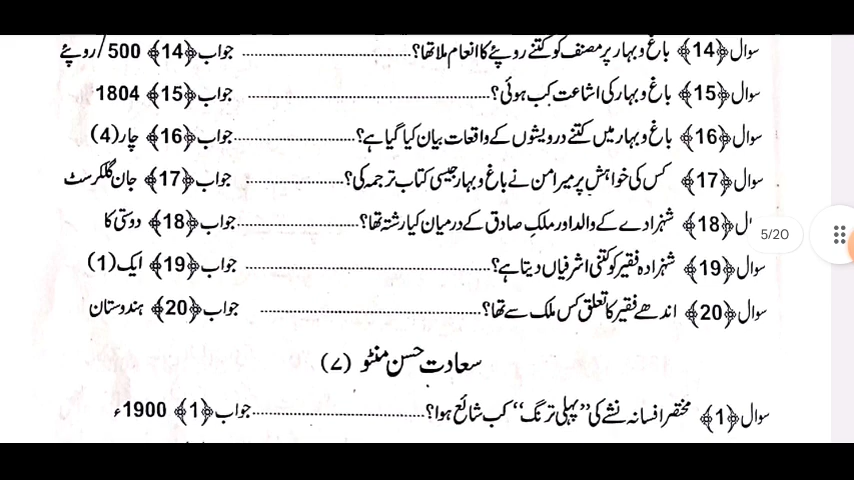 سوال ﴿14﴾ باغ و بہار پر مصنف کو کتنے روپئے کا انعام ملا تھا؟ .......... جواب ﴿14﴾ 500/روپئے
سوال ﴿15﴾ باغ و بہار کی اشاعت کب ہوئی؟ .......... جواب ﴿15﴾ 1804
سوال ﴿16﴾ باغ و بہار میں کتنے درویشوں کے واقعات بیان کیا گیا ہے؟ .......... جواب ﴿16﴾ چار (4)
سوال ﴿17﴾ کس کی خواہش پر میر امن نے باغ و بہار جیسی کتاب ترجمہ کی؟ .......... جواب ﴿17﴾ جان گلکرسٹ
ال ﴿18﴾ شہزادے کے والد اور ملکِ صادق کے درمیان کیا رشتہ تھا؟ .......... جواب ﴿18﴾ دوستی کا
5/20
سوال ﴿19﴾ شہزادہ فقیر کو کتنی اشرفیاں دیتا ہے؟ .......... جواب ﴿19﴾ ایک (1)
سوال ﴿20﴾ اندھے فقیر کا تعلق کس ملک سے تھا؟ .......... جواب ﴿20﴾ ہندوستان
سعادت حسن منٹو (۷)
سوال ﴿1﴾ مختصر افسانہ نشے کی ”پہلی ترنگ“ کب شائع ہوا؟ .......... جواب ﴿1﴾ 1900ء